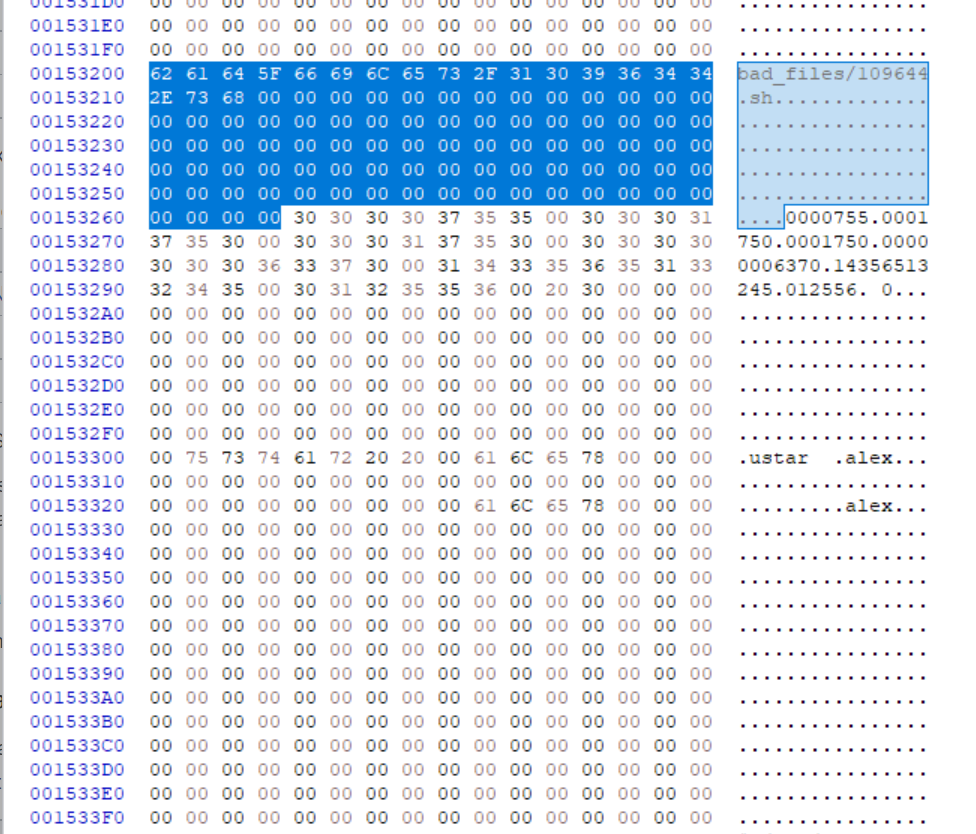 001531D0 00 00 00 00 00 00 00 00 00 00 00 00 00 00 00 00 ................
001531E0 00 00 00 00 00 00 00 00 00 00 00 00 00 00 00 00 ................
001531F0 00 00 00 00 00 00 00 00 00 00 00 00 00 00 00 00 ................
00153200 62 61 64 5F 66 69 6C 65 73 2F 31 30 39 36 34 34 bad_files/109644
00153210 2E 73 68 00 00 00 00 00 00 00 00 00 00 00 00 00 .sh.............
00153220 00 00 00 00 00 00 00 00 00 00 00 00 00 00 00 00 ................
00153230 00 00 00 00 00 00 00 00 00 00 00 00 00 00 00 00 ................
00153240 00 00 00 00 00 00 00 00 00 00 00 00 00 00 00 00 ................
00153250 00 00 00 00 00 00 00 00 00 00 00 00 00 00 00 00 ................
00153260 00 00 00 00 30 30 30 30 37 35 35 00 30 30 30 31 ....0000755.0001
00153270 37 35 30 00 30 30 30 31 37 35 30 00 30 30 30 30 750.0001750.0000
00153280 30 30 30 36 33 37 30 00 31 34 33 35 36 35 31 33 0006370.14356513
00153290 32 34 35 00 30 31 32 35 35 36 00 20 30 00 00 00 245.012556. 0...
001532A0 00 00 00 00 00 00 00 00 00 00 00 00 00 00 00 00 ................
001532B0 00 00 00 00 00 00 00 00 00 00 00 00 00 00 00 00 ................
001532C0 00 00 00 00 00 00 00 00 00 00 00 00 00 00 00 00 ................
001532D0 00 00 00 00 00 00 00 00 00 00 00 00 00 00 00 00 ................
001532E0 00 00 00 00 00 00 00 00 00 00 00 00 00 00 00 00 ................
001532F0 00 00 00 00 00 00 00 00 00 00 00 00 00 00 00 00 ................
00153300 00 75 73 74 61 72 20 20 00 61 6C 65 78 00 00 00 .ustar  .alex...
00153310 00 00 00 00 00 00 00 00 00 00 00 00 00 00 00 00 ................
00153320 00 00 00 00 00 00 00 00 00 61 6C 65 78 00 00 00 .........alex...
00153330 00 00 00 00 00 00 00 00 00 00 00 00 00 00 00 00 ................
00153340 00 00 00 00 00 00 00 00 00 00 00 00 00 00 00 00 ................
00153350 00 00 00 00 00 00 00 00 00 00 00 00 00 00 00 00 ................
00153360 00 00 00 00 00 00 00 00 00 00 00 00 00 00 00 00 ................
00153370 00 00 00 00 00 00 00 00 00 00 00 00 00 00 00 00 ................
00153380 00 00 00 00 00 00 00 00 00 00 00 00 00 00 00 00 ................
00153390 00 00 00 00 00 00 00 00 00 00 00 00 00 00 00 00 ................
001533A0 00 00 00 00 00 00 00 00 00 00 00 00 00 00 00 00 ................
001533B0 00 00 00 00 00 00 00 00 00 00 00 00 00 00 00 00 ................
001533C0 00 00 00 00 00 00 00 00 00 00 00 00 00 00 00 00 ................
001533D0 00 00 00 00 00 00 00 00 00 00 00 00 00 00 00 00 ................
001533E0 00 00 00 00 00 00 00 00 00 00 00 00 00 00 00 00 ................
001533F0 00 00 00 00 00 00 00 00 00 00 00 00 00 00 00 00 ................